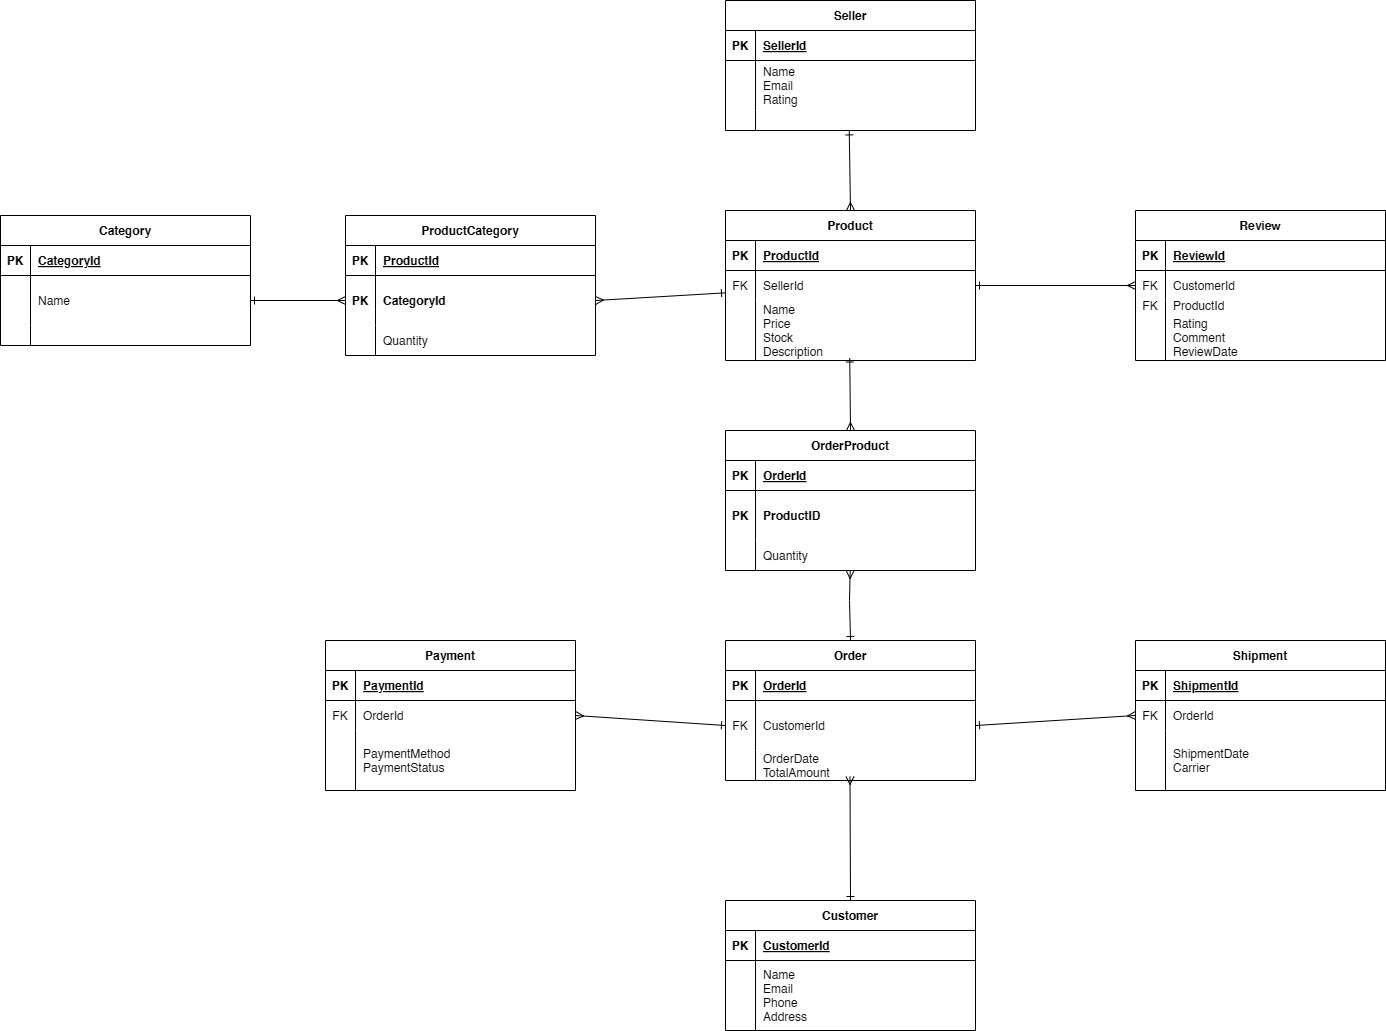 Seller
PK SellerId
Name
Email
Rating
Category
PK CategoryId
Name
ProductCategory
PK ProductId
PK CategoryId
Quantity
Product
PK ProductId
FK SellerId
Name
Price
Stock
Description
Review
PK ReviewId
FK CustomerId
FK ProductId
Rating
Comment
ReviewDate
OrderProduct
PK OrderId
PK ProductID
Quantity
Payment
PK PaymentId
FK OrderId
PaymentMethod
PaymentStatus
Order
PK OrderId
FK CustomerId
OrderDate
TotalAmount
Shipment
PK ShipmentId
FK OrderId
ShipmentDate
Carrier
Customer
PK CustomerId
Name
Email
Phone
Address